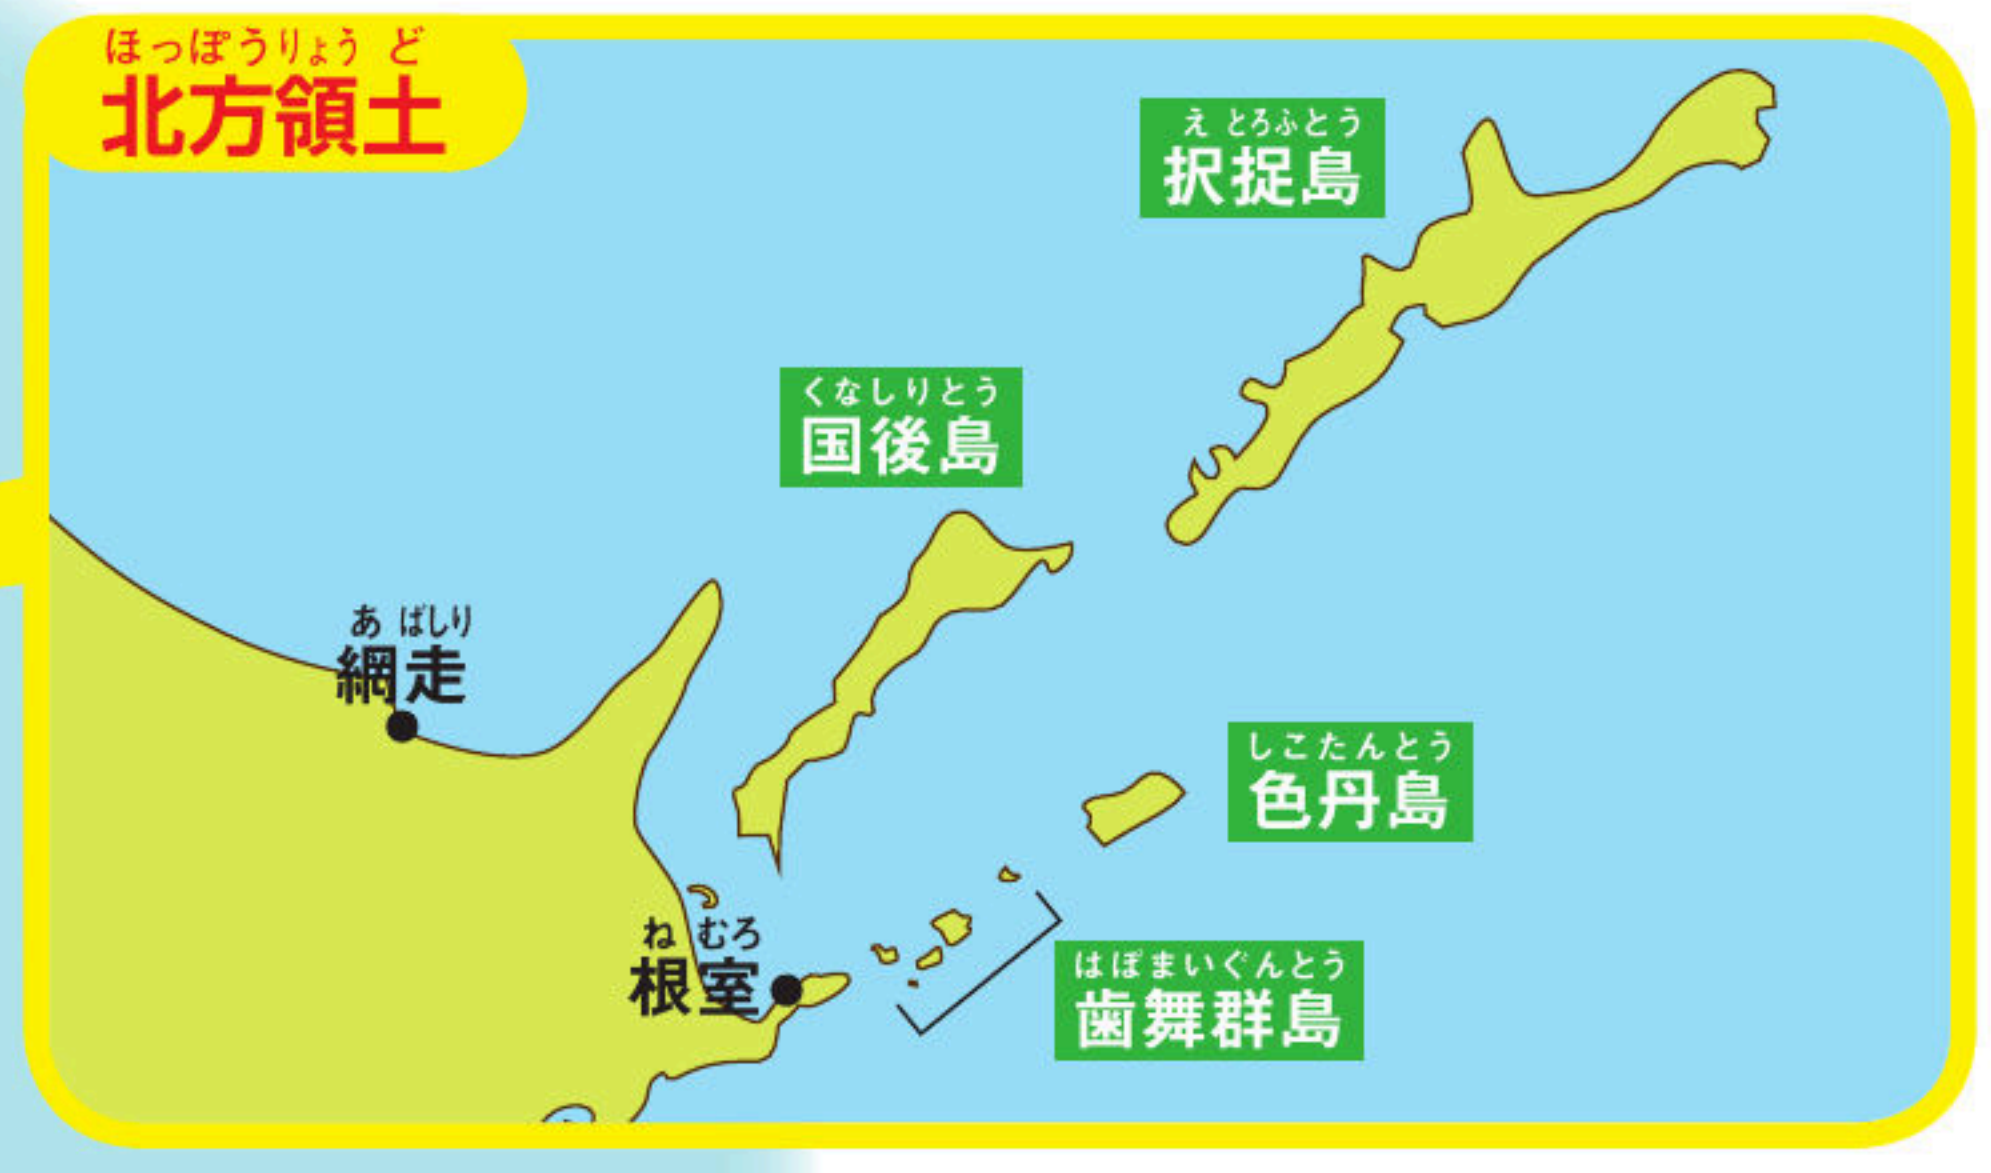 ほっぽうりょうど
北方領土
えとろふとう
択捉島
くなしりとう
国後島
あばしり
網走
しこたんとう
色丹島
ねむろ
根室
はぼまいぐんとう
歯舞群島